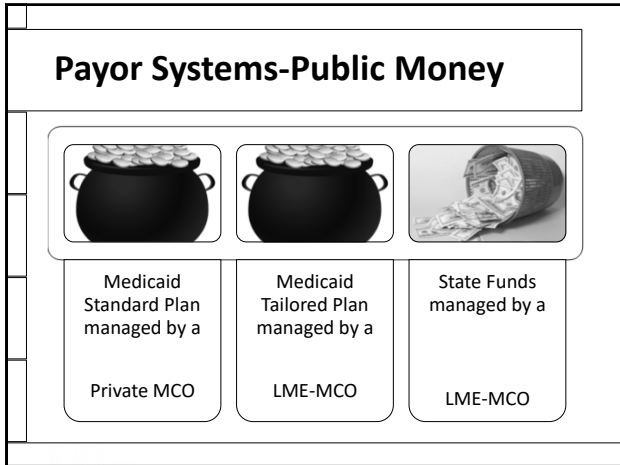 Payor Systems-Public Money
Medicaid
Standard Plan
managed by a
Private MCO
Medicaid
Tailored Plan
managed by a
LME-MCO
State Funds
managed by a
LME-MCO